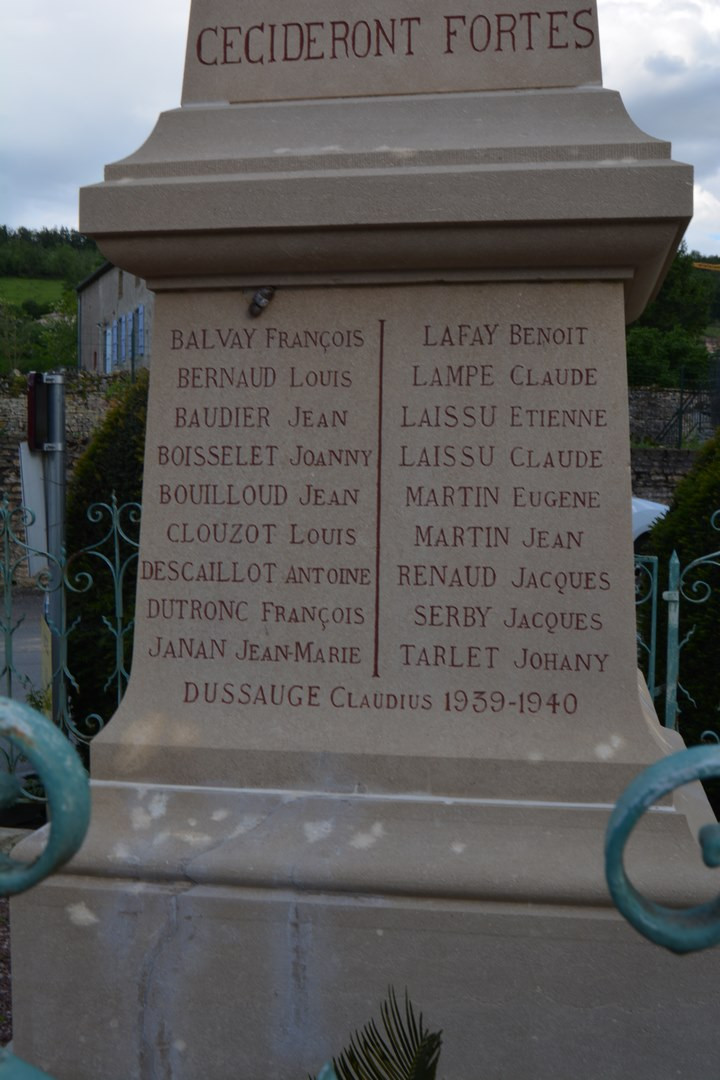 CECIDERONT FORTES
BALVAY FRANÇOIS
BERNAUD LOUIS
BAUDIER JEAN
BOISSELET JOANNY
BOUILLOUD JEAN
CLOUZOT LOUIS
DESCAILLOT ANTOINE
DUTRONC FRANÇOIS
JANAN JEAN-MARIE
LAFAY BENOIT
LAMPE CLAUDE
LAISSU ETIENNE
LAISSU CLAUDE
MARTIN EUGENE
MARTIN JEAN
RENAUD JACQUES
SERBY JACQUES
TARLET JOHANY
DUSSAUGE CLAUDIUS 1939-1940